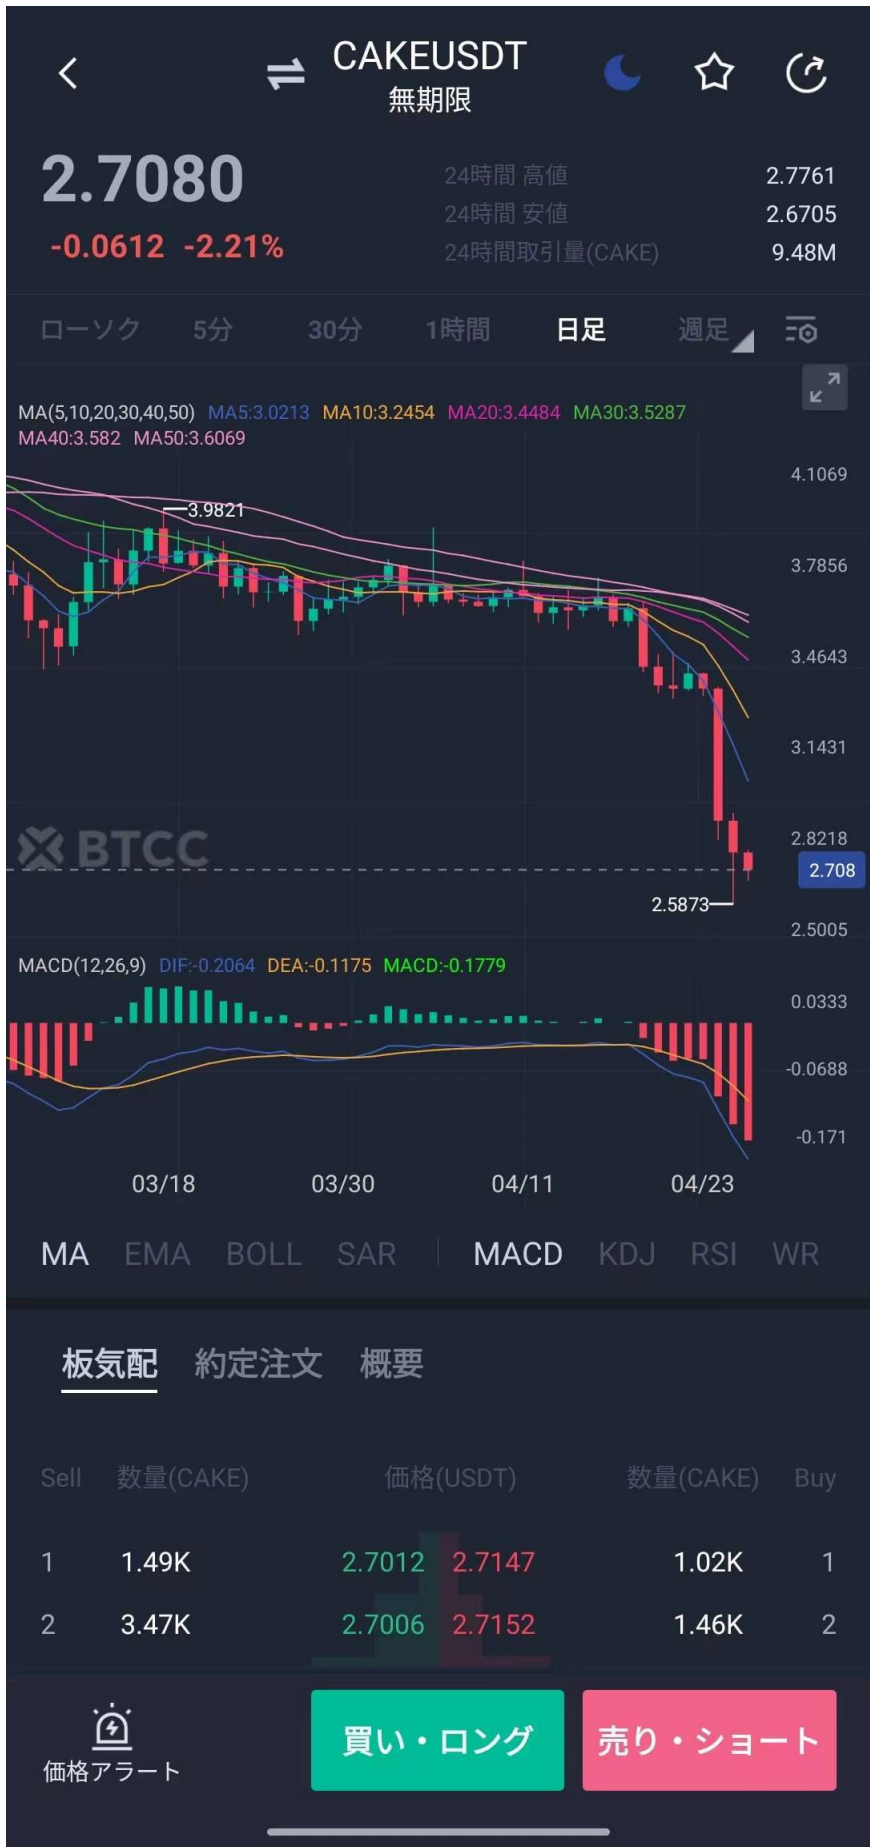 CAKEUSDT
無期限
2.7080
-0.0612 -2.21%
24時間 高値 2.7761
24時間 安値 2.6705
24時間取引量(CAKE) 9.48M
ローソク 5分 30分 1時間 日足 週足
MA(5,10,20,30,40,50) MA5:3.0213 MA10:3.2454 MA20:3.4484 MA30:3.5287
MA40:3.582 MA50:3.6069
4.1069
3.9821
3.7856
3.4643
3.1431
2.8218
BTCC
2.708
2.5873
2.5005
MACD(12,26,9) DIF:-0.2064 DEA:-0.1175 MACD:-0.1779
0.0333
-0.0688
-0.171
03/18 03/30 04/11 04/23
MA EMA BOLL SAR MACD KDJ RSI WR
板気配 約定注文 概要
Sell 数量(CAKE) 価格(USDT) 数量(CAKE) Buy
1 1.49K 2.7012 2.7147 1.02K 1
2 3.47K 2.7006 2.7152 1.46K 2
価格アラート
買い・ロング
売り・ショート